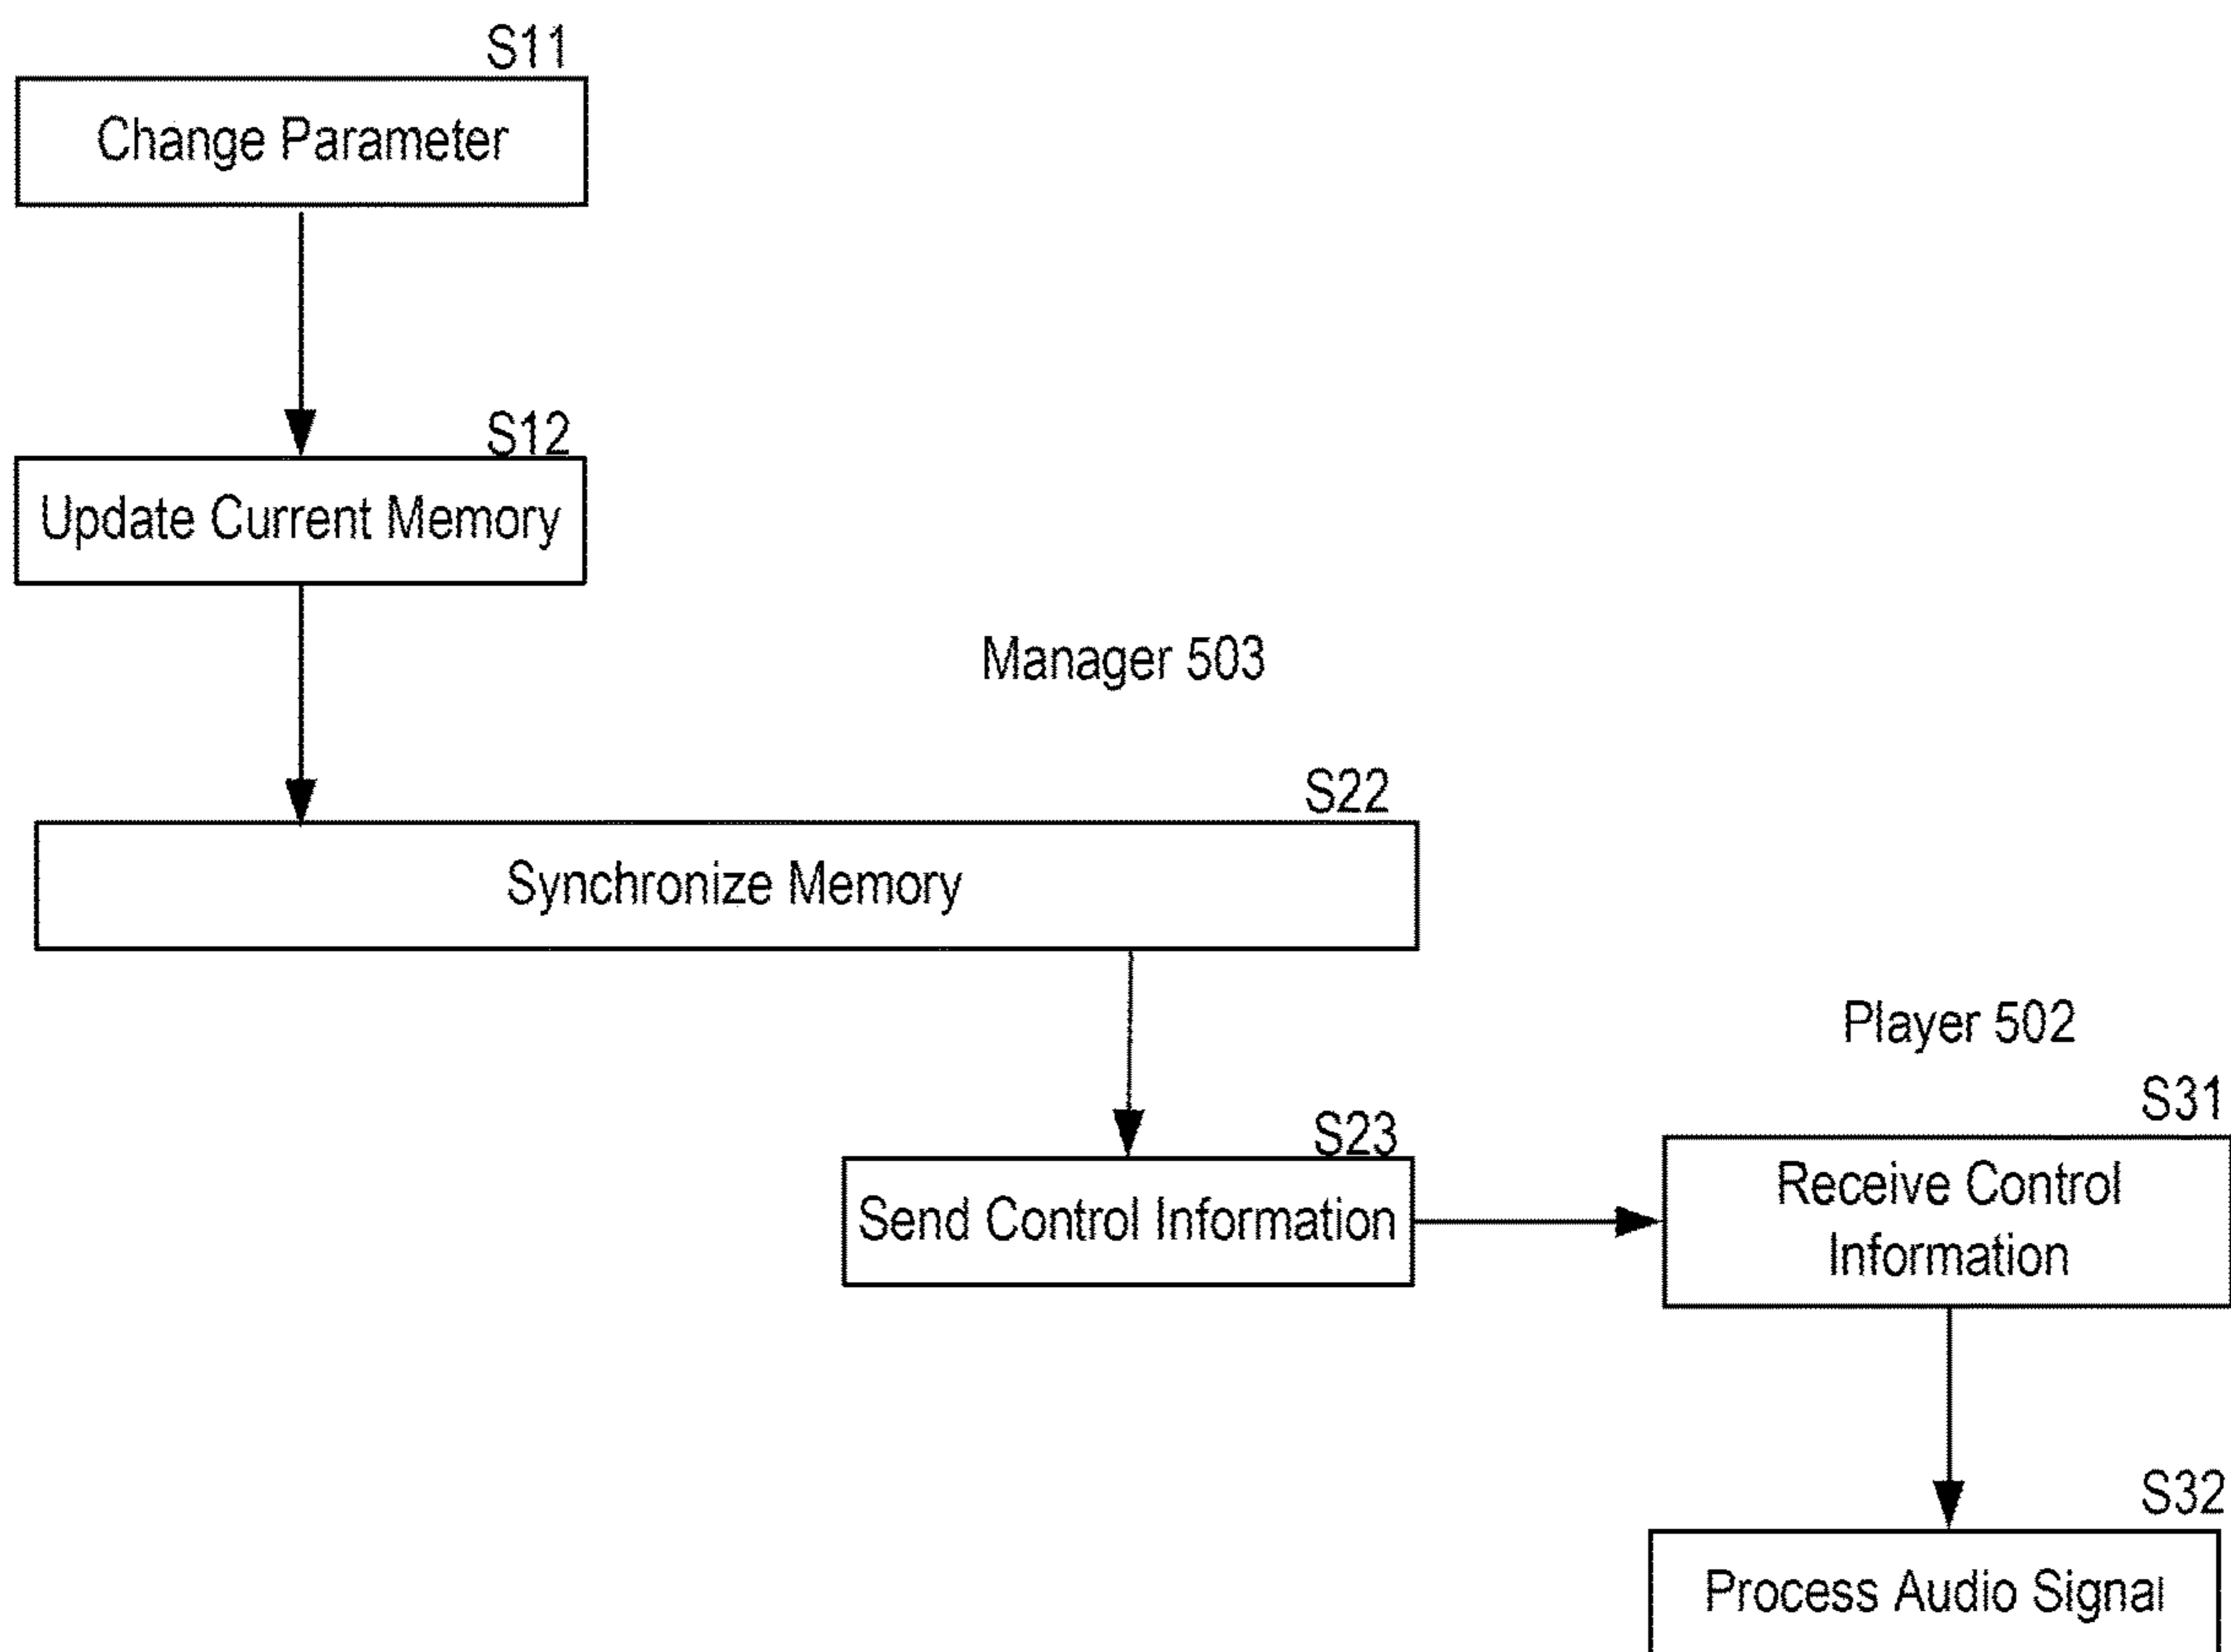 S11
Change Parameter
S12
Update Current Memory
Manager 503
S22
Synchronize Memory
Player 502
S31
S23
Receive Control
Information
Send Control Information
S32
Process Audio Signal